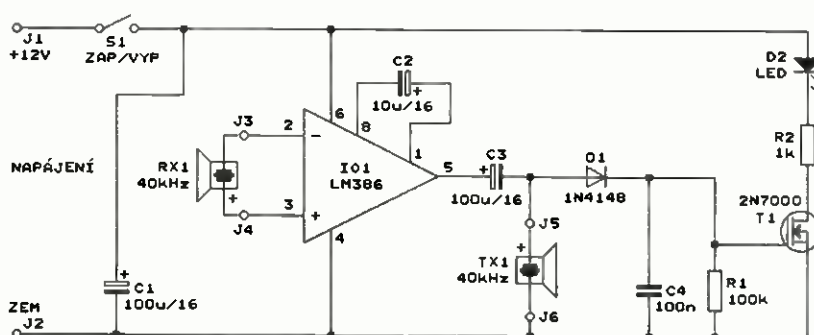 J1
+12V
S1
ZAP/VYP
D2
LED
C2
+
10u/16
R2
1k
J3
2
−
6
8
1
NAPÁJENÍ
RX1
40kHz
+
IO1
LM386
5
C3
+
100u/16
D1
1N4148
2N7000
T1
J4
3
+
4
J5
+
TX1
40kHz
J6
+
C1
100u/16
C4
100n
R1
100k
ZEM
J2